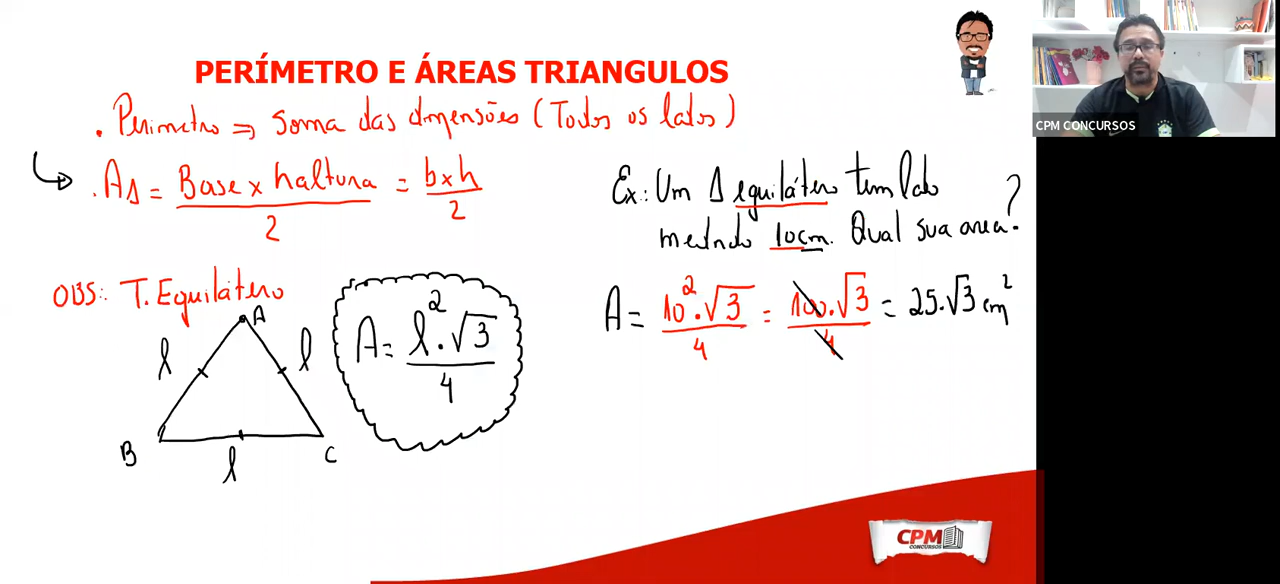 PERÍMETRO E ÁREAS TRIANGULOS
. Perímetro ⇒ soma das dimensões (Todos os lados)
. AΔ = Base x haltura / 2 = b x h / 2
OBS: T. Equilátero
A
l
l
B
l
C
A = l² . √3 / 4
Ex.: Um Δ equilátero tem lado
medindo 10cm. Qual sua area?
A = 10² . √3 / 4 = 100 . √3 / 4 = 25 . √3 cm²
CPM CONCURSOS
CPM
CONCURSOS